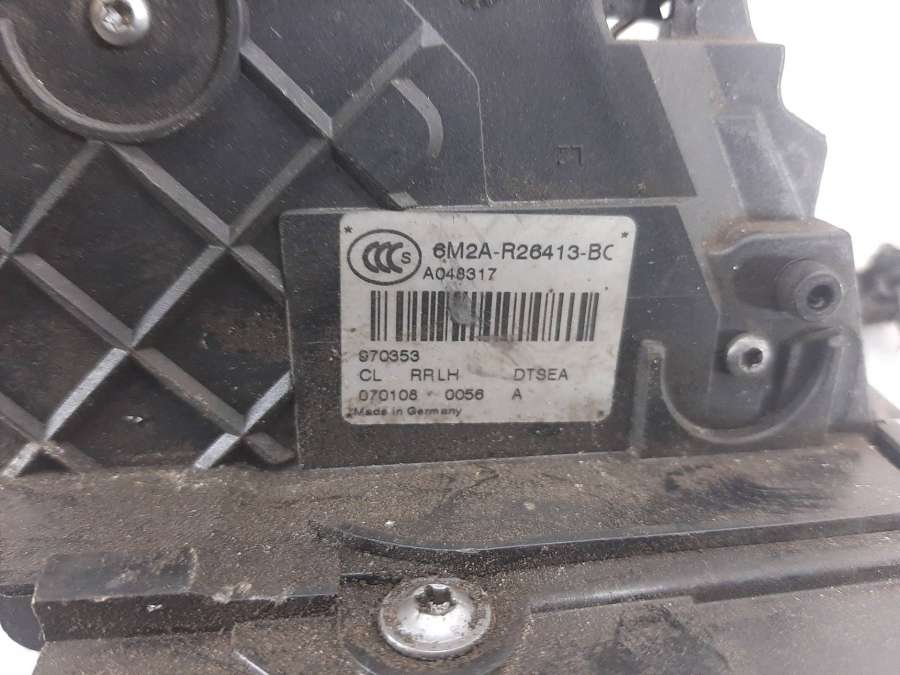 CCC S 6M2A-R26413-BC
A048317
970353
CL RRLH DTSEA
070108 0056 A
Made in Germany